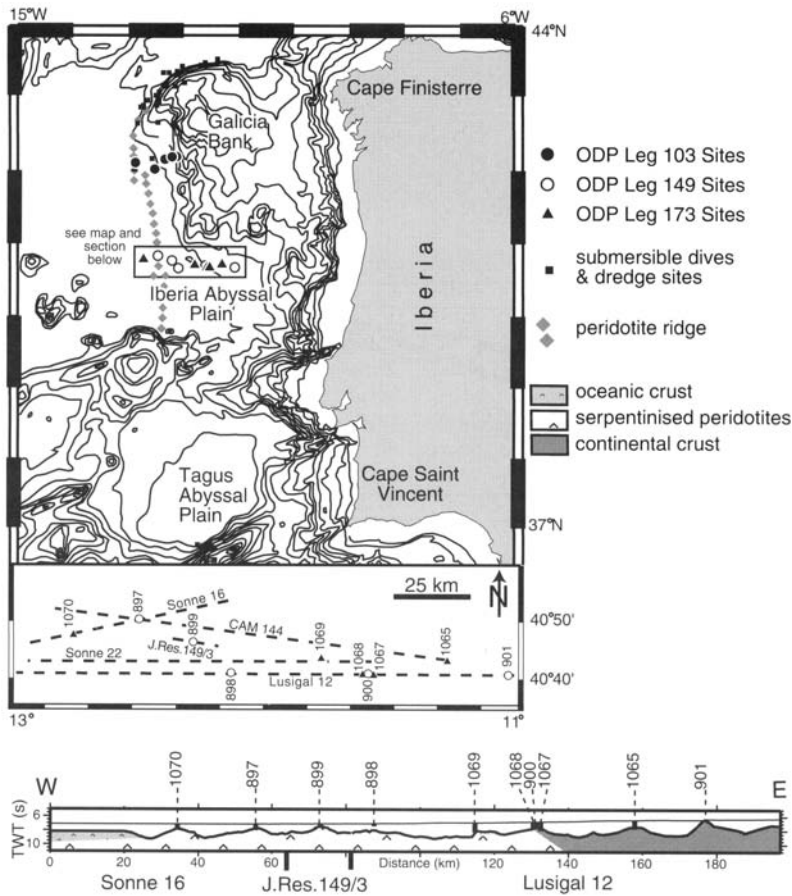 15°W
6°W
44°N
Cape Finisterre
Galicia
Bank
ODP Leg 103 Sites
ODP Leg 149 Sites
ODP Leg 173 Sites
see map and
section
below
submersible dives
& dredge sites
Iberia Abyssal
Plain
Iberia
peridotite ridge
oceanic crust
serpentinised peridotites
continental crust
Tagus
Abyssal
Plain
Cape Saint
Vincent
37°N
25 km
N
1070
897
Sonne 16
899
CAM 144
J.Res.149/3
1069
1068
1067
1065
901
Sonne 22
898
Lusigal 12
900
40°50'
40°40'
13°
11°
W
E
1070
897
899
898
1069
1068
900
1067
1065
901
TWT (s)
6
10
0 20 40 60 80 Distance (km) 120 140 160 180
Sonne 16 J.Res.149/3 Lusigal 12